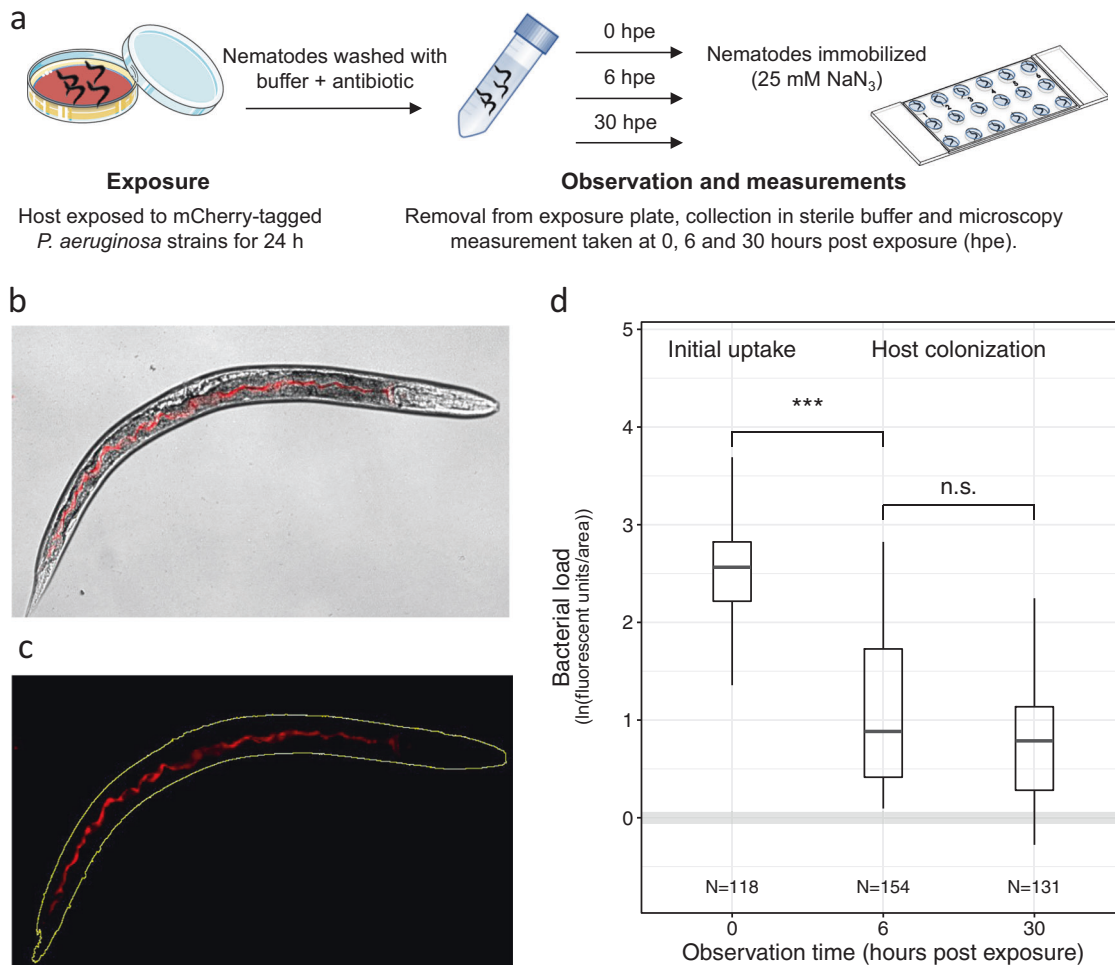 a
Nematodes washed with
buffer + antibiotic
0 hpe
6 hpe
30 hpe
Nematodes immobilized
(25 mM NaN₃)
Exposure
Host exposed to mCherry-tagged
P. aeruginosa strains for 24 h
Observation and measurements
Removal from exposure plate, collection in sterile buffer and microscopy
measurement taken at 0, 6 and 30 hours post exposure (hpe).
b
c
d
Initial uptake
Host colonization
***
n.s.
5
4
3
2
1
0
Bacterial load
(ln(fluorescent units/area))
N=118
N=154
N=131
0
6
30
Observation time (hours post exposure)